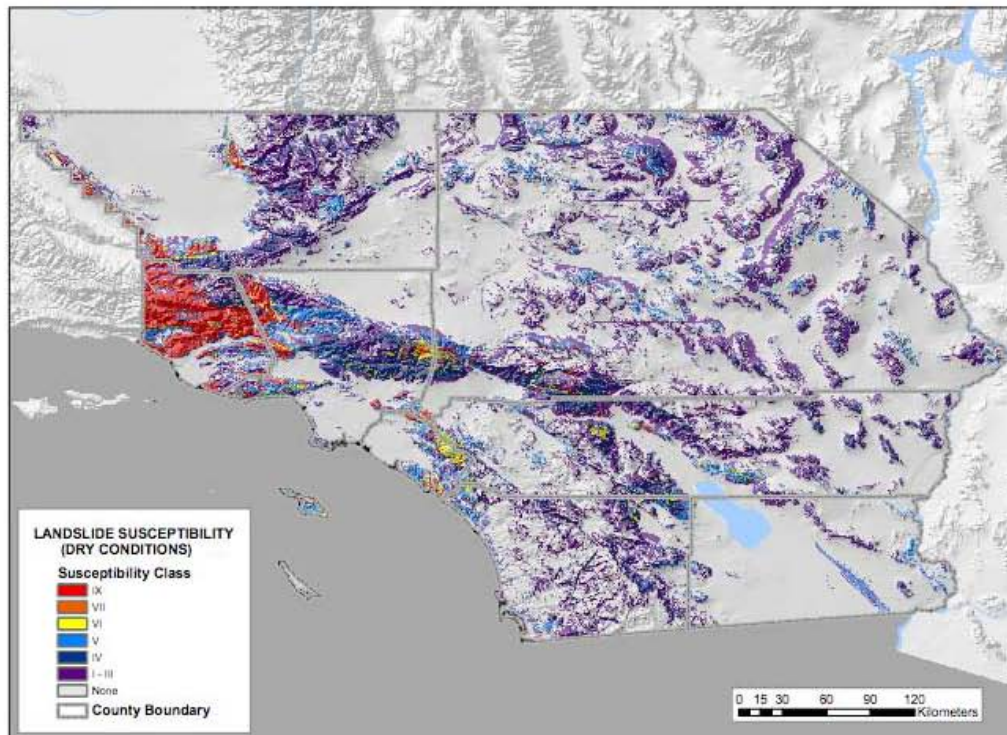 LANDSLIDE SUSCEPTIBILITY
(DRY CONDITIONS)
Susceptibility Class
IX
VII
VI
V
IV
I - III
None
County Boundary
0 15 30 60 90 120
Kilometers